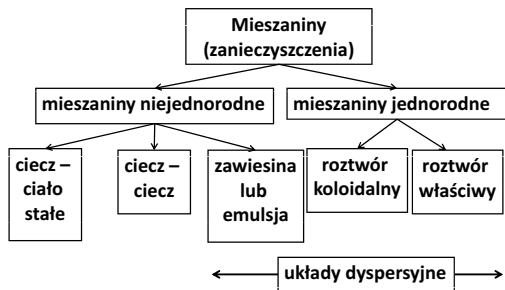 Mieszaniny
(zanieczyszczenia)
mieszaniny niejednorodne
mieszaniny jednorodne
ciecz –
ciało
stałe
ciecz –
ciecz
zawiesina
lub
emulsja
roztwór
koloidalny
roztwór
właściwy
układy dyspersyjne